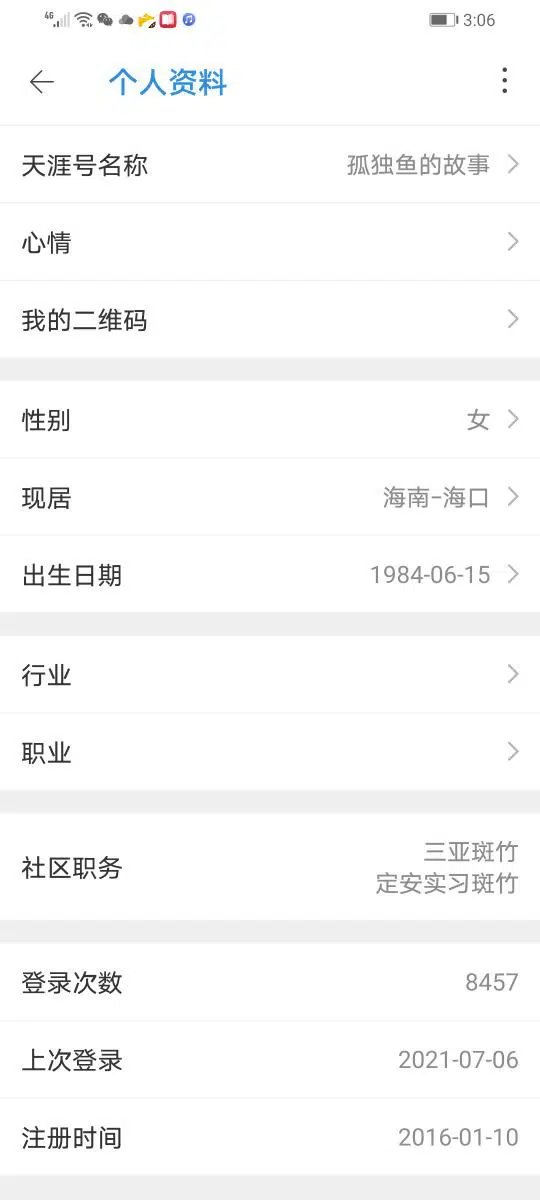 4G 3:06
个人资料
天涯号名称 孤独鱼的故事
心情
我的二维码
性别 女
现居 海南-海口
出生日期 1984-06-15
行业
职业
社区职务 三亚斑竹
定安实习斑竹
登录次数 8457
上次登录 2021-07-06
注册时间 2016-01-10